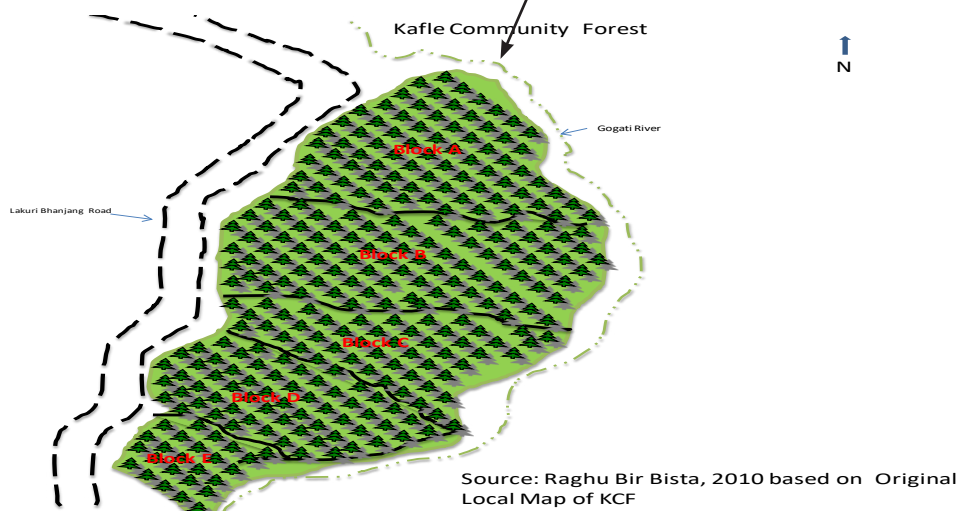 Kafle Community Forest
N
Gogati River
Block A
Lakuri Bhanjang Road
Block B
Block C
Block D
Block E
Source: Raghu Bir Bista, 2010 based on Original
Local Map of KCF